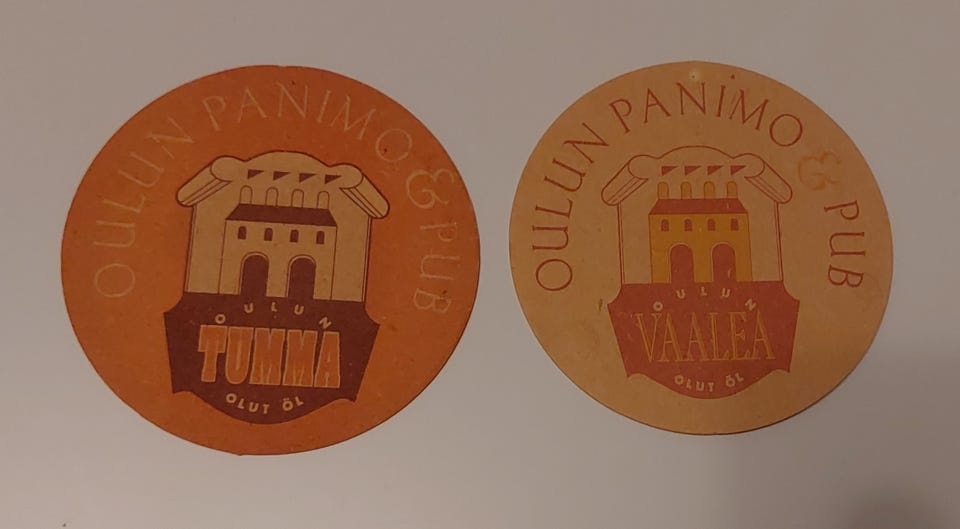 OULUN PANIMO & PUB
OULUN
TUMMA
OLUT ÖL
OULUN PANIMO & PUB
OULUN
VAALEA
OLUT ÖL